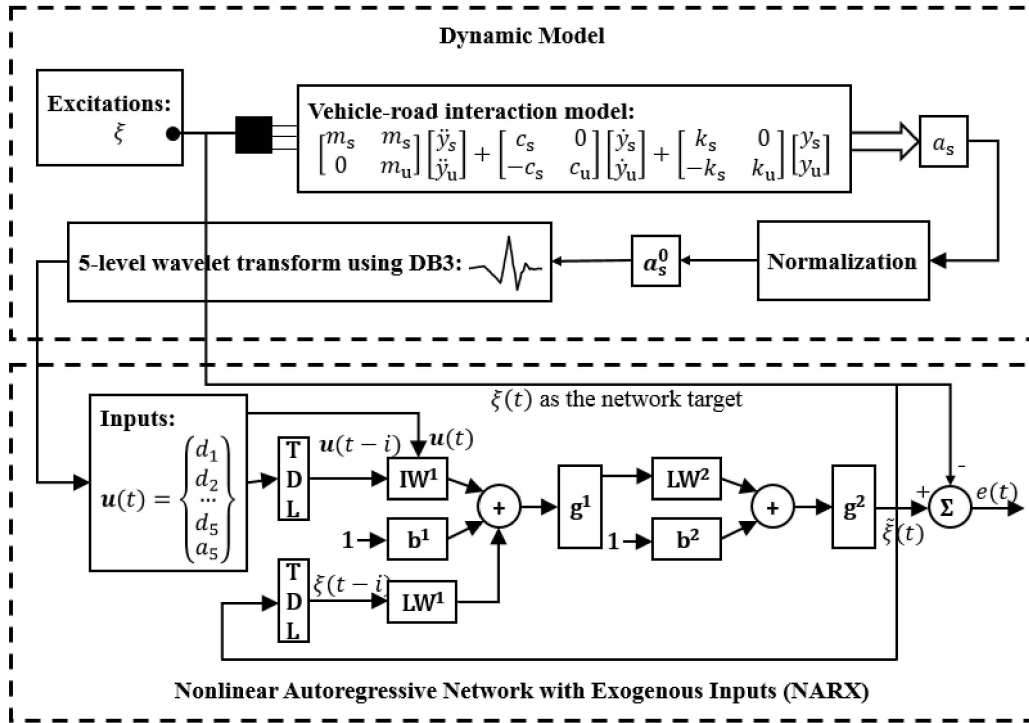 Dynamic Model
Excitations:
ξ
Vehicle-road interaction model:
[m_s m_s; 0 m_u][ÿ_s; ÿ_u] + [c_s 0; −c_s c_u][ẏ_s; ẏ_u] + [k_s 0; −k_s k_u][y_s; y_u]
a_s
5-level wavelet transform using DB3:
a_s^0
Normalization
ξ(t) as the network target
Inputs:
u(t) = {d_1 d_2 ... d_5 a_5}
T
D
L
u(t − i)
u(t)
IW^1
1
b^1
+
g^1
LW^2
1
b^2
+
g^2
+
-
ξ̃(t)
Σ
e(t)
T
D
L
ξ(t − i)
LW^1
Nonlinear Autoregressive Network with Exogenous Inputs (NARX)